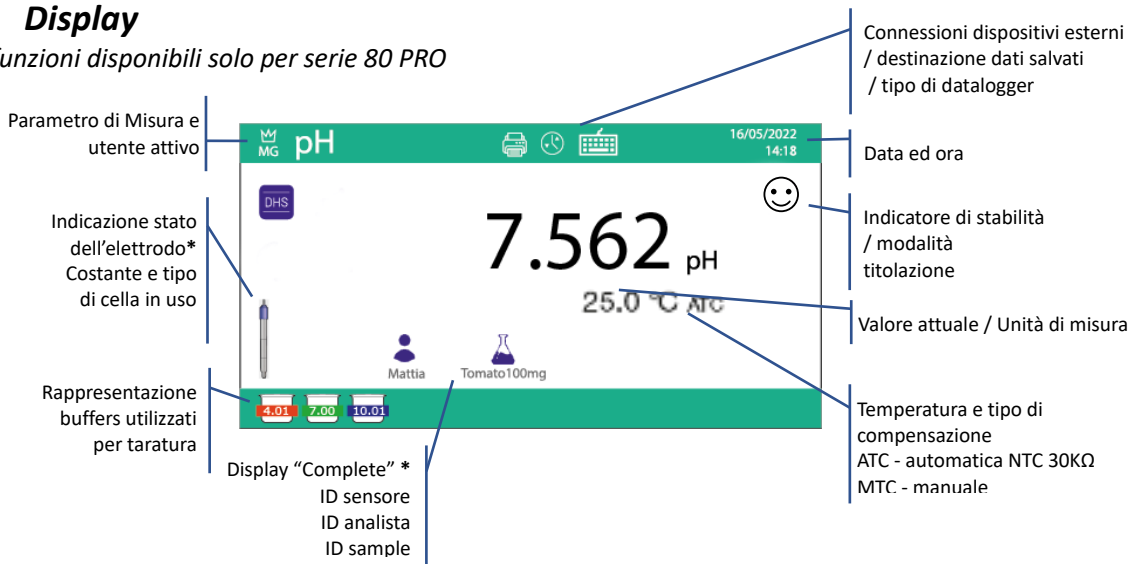 Display
funzioni disponibili solo per serie 80 PRO
Connessioni dispositivi esterni
/ destinazione dati salvati
/ tipo di datalogger
Parametro di Misura e
utente attivo
MG pH
16/05/2022
14:18
Data ed ora
DHS
Indicazione stato
dell'elettrodo*
Costante e tipo
di cella in uso
7.562 pH
25.0 °C ATC
Indicatore di stabilità
/ modalità
titolazione
Valore attuale / Unità di misura
Mattia
Tomato100mg
Rappresentazione
buffers utilizzati
per taratura
4.01 7.00 10.01
Temperatura e tipo di
compensazione
ATC - automatica NTC 30KΩ
MTC - manuale
Display “Complete” *
ID sensore
ID analista
ID sample